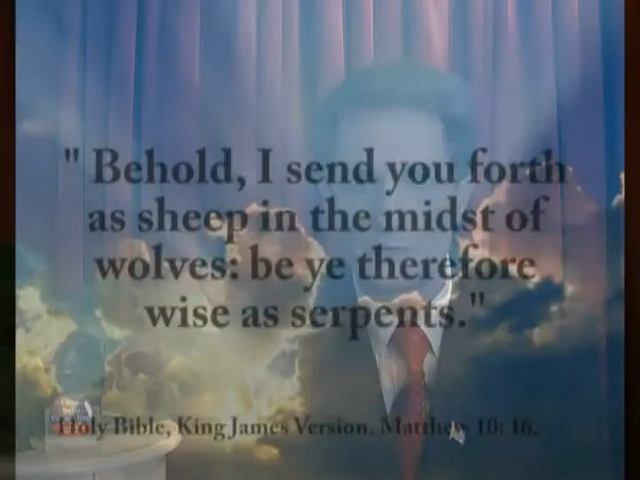 " Behold, I send you forth
as sheep in the midst of
wolves: be ye therefore
wise as serpents."
Holy Bible, King James Version. Matthew 10: 16.